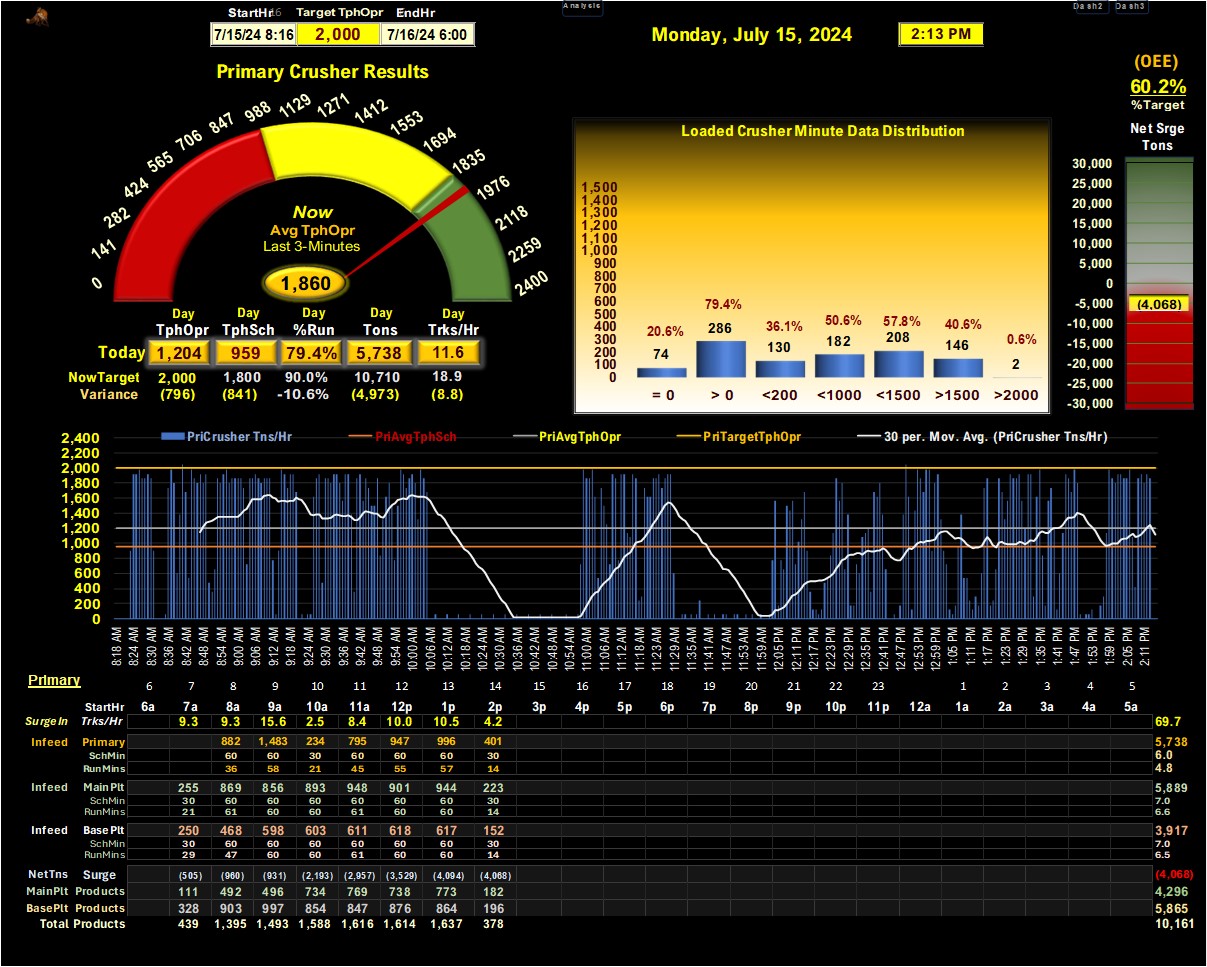 Analysis
Dash2 Dash3
StartHr Target TphOpr EndHr
7/15/24 8:16 2,000 7/16/24 6:00
Monday, July 15, 2024 2:13 PM
(OEE)
60.2%
%Target
Net Srge
Tons
Primary Crusher Results
0 141 282 424 565 706 847 988 1129 1271 1412 1553 1694 1835 1976 2118 2259 2400
Now
Avg TphOpr
Last 3-Minutes
1,860
Day Day Day Day Day
TphOpr TphSch %Run Tons Trks/Hr
Today 1,204 959 79.4% 5,738 11.6
NowTarget 2,000 1,800 90.0% 10,710 18.9
Variance (796) (841) -10.6% (4,973) (8.8)
Loaded Crusher Minute Data Distribution
1,500
1,400
1,300
1,200
1,100
1,000
900
800
700
600
500
400
300
200
100
0
20.6% 79.4% 36.1% 50.6% 57.8% 40.6% 0.6%
74 286 130 182 208 146 2
= 0 > 0 <200 <1000 <1500 >1500 >2000
30,000
25,000
20,000
15,000
10,000
5,000
0
-5,000
-10,000
-15,000
-20,000
-25,000
-30,000
(4,068)
PriCrusher Tns/Hr PriAvgTphSch PriAvgTphOpr PriTargetTphOpr 30 per. Mov. Avg. (PriCrusher Tns/Hr)
2,400
2,200
2,000
1,800
1,600
1,400
1,200
1,000
800
600
400
200
0
8:18 AM 8:24 AM 8:30 AM 8:36 AM 8:48 AM 8:54 AM 9:00 AM 9:06 AM 9:12 AM 9:18 AM 9:24 AM 9:30 AM 9:36 AM 9:42 AM 9:48 AM 9:54 AM 10:00 AM 10:06 AM 10:12 AM 10:18 AM 10:24 AM 10:30 AM 10:36 AM 10:42 AM 10:48 AM 10:54 AM 11:00 AM 11:06 AM 11:12 AM 11:18 AM 11:23 AM 11:29 AM 11:35 AM 11:41 AM 11:47 AM 11:53 AM 11:59 AM 12:05 PM 12:11 PM 12:17 PM 12:23 PM 12:29 PM 12:35 PM 12:41 PM 12:47 PM 12:53 PM 12:59 PM 1:05 PM 1:11 PM 1:17 PM 1:23 PM 1:29 PM 1:35 PM 1:41 PM 1:47 PM 1:53 PM 1:59 PM 2:05 PM 2:11 PM
Primary
6 7 8 9 10 11 12 13 14 15 16 17 18 19 20 21 22 23 1 2 3 4 5
StartHr 6a 7a 8a 9a 10a 11a 12p 1p 2p 3p 4p 5p 6p 7p 8p 9p 10p 11p 12a 1a 2a 3a 4a 5a
SurgeIn Trks/Hr 9.3 9.3 15.6 2.5 8.4 10.0 10.5 4.2 69.7
Infeed Primary 882 1,483 234 795 947 996 401 5,738
SchMin 60 60 30 60 60 60 30 6.0
RunMins 36 58 21 45 55 57 14 4.8
Infeed Main Plt 255 869 856 893 948 901 944 223 5,889
SchMin 30 60 60 60 60 60 60 30 7.0
RunMins 21 61 60 60 61 60 60 14 6.6
Infeed Base Plt 250 468 598 603 611 618 617 152 3,917
SchMin 30 60 60 60 60 60 60 30 7.0
RunMins 29 47 60 60 61 60 60 14 6.5
NetTns Surge (505) (960) (931) (2,193) (2,957) (3,529) (4,094) (4,068) (4,068)
MainPlt Products 111 492 496 734 769 738 773 182 4,296
BasePlt Products 328 903 997 854 847 876 864 196 5,865
Total Products 439 1,395 1,493 1,588 1,616 1,614 1,637 378 10,161